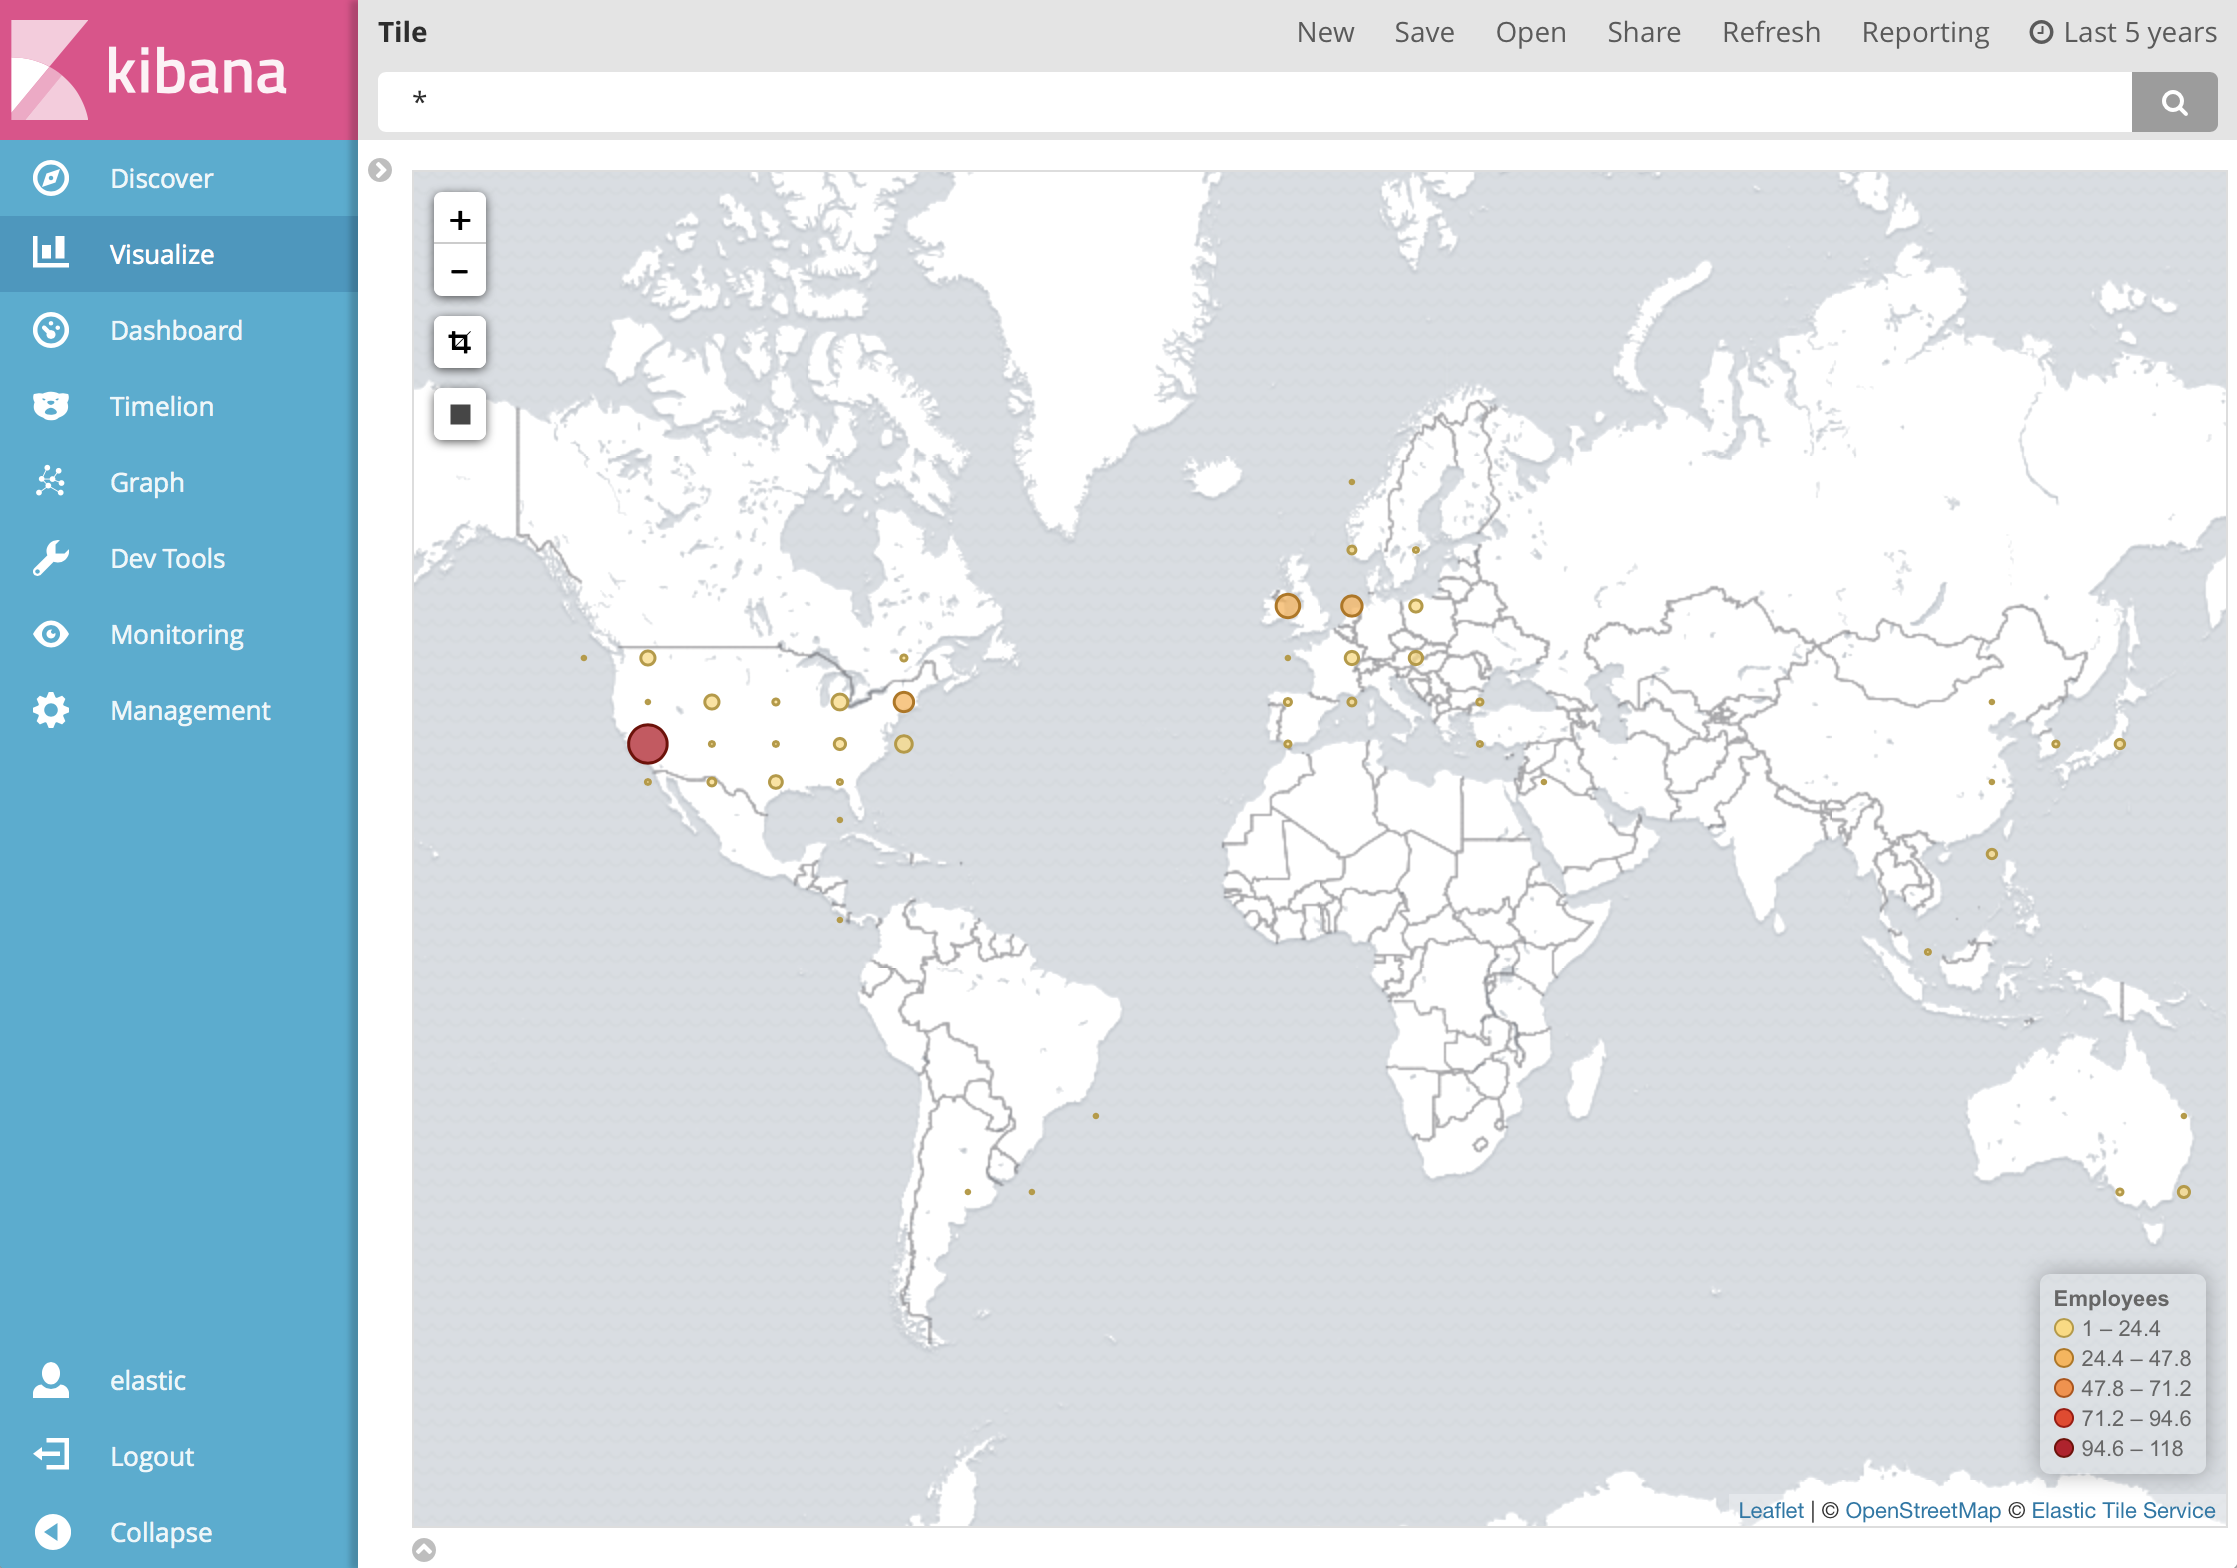 kibana
Discover
Visualize
Dashboard
Timelion
Graph
Dev Tools
Monitoring
Management
elastic
Logout
Collapse
Tile
New Save Open Share Refresh Reporting Last 5 years
*
+
−
Employees
1 – 24.4
24.4 – 47.8
47.8 – 71.2
71.2 – 94.6
94.6 – 118
Leaflet | © OpenStreetMap © Elastic Tile Service